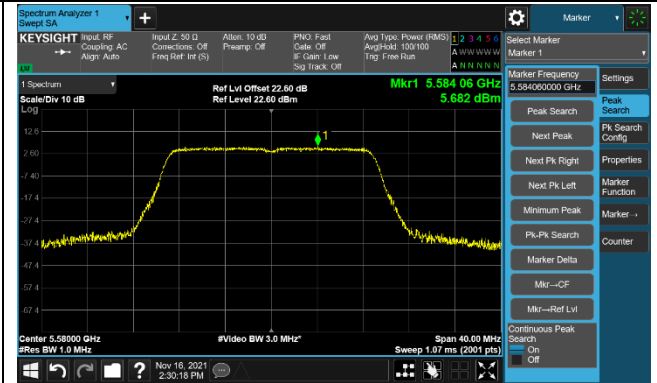 Spectrum Analyzer 1
Swept SA
Marker
KEYSIGHT
Input: RF
Coupling: AC
Align: Auto
Input Z: 50 Ω
Corrections: Off
Freq Ref: Int (S)
Atten: 10 dB
Preamp: Off
PNO: Fast
Gate: Off
IF Gain: Low
Sig Track: Off
Avg Type: Power (RMS)
Avg|Hold: 100/100
Trig: Free Run
1 2 3 4 5 6
A W W W W W
A N N N N N
LXI
Select Marker
Marker 1
1 Spectrum
Scale/Div 10 dB
Log
Ref Lvl Offset 22.60 dB
Ref Level 22.60 dBm
Mkr1 5.584 06 GHz
5.682 dBm
12.6
2.60
-7.40
-17.4
-27.4
-37.4
-47.4
-57.4
-67.4
1
Center 5.58000 GHz
#Res BW 1.0 MHz
#Video BW 3.0 MHz*
Span 40.00 MHz
Sweep 1.07 ms (2001 pts)
Marker Frequency
5.584060000 GHz
Peak Search
Next Peak
Next Pk Right
Next Pk Left
Minimum Peak
Pk-Pk Search
Marker Delta
Mkr→CF
Mkr→Ref Lvl
Continuous Peak
Search
On
Off
Settings
Peak
Search
Pk Search
Config
Properties
Marker
Function
Marker→
Counter
?
Nov 16, 2021
2:30:18 PM